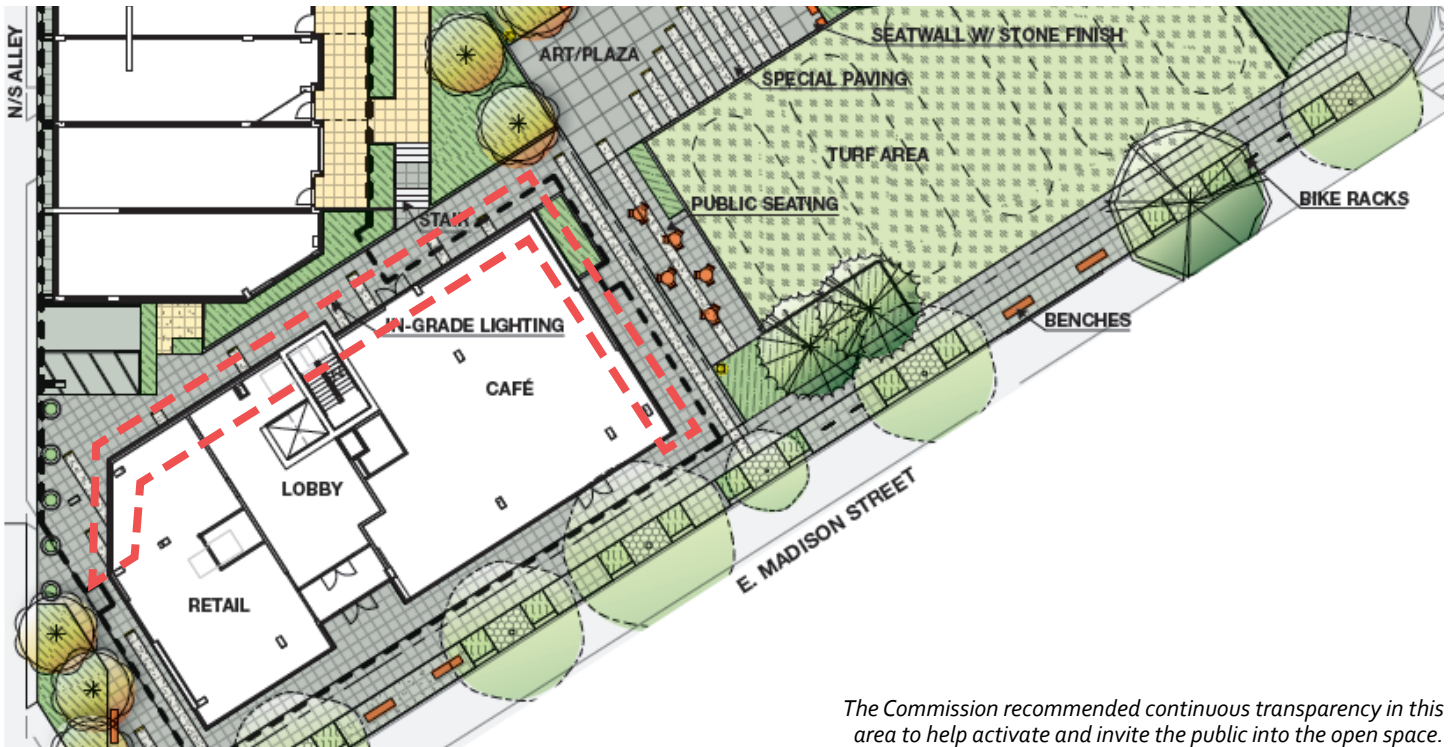 N/S ALLEY
ART/PLAZA
SEATWALL W/ STONE FINISH
SPECIAL PAVING
TURF AREA
PUBLIC SEATING
BIKE RACKS
STAIR
IN-GRADE LIGHTING
BENCHES
CAFÉ
LOBBY
RETAIL
E. MADISON STREET
The Commission recommended continuous transparency in this
area to help activate and invite the public into the open space.